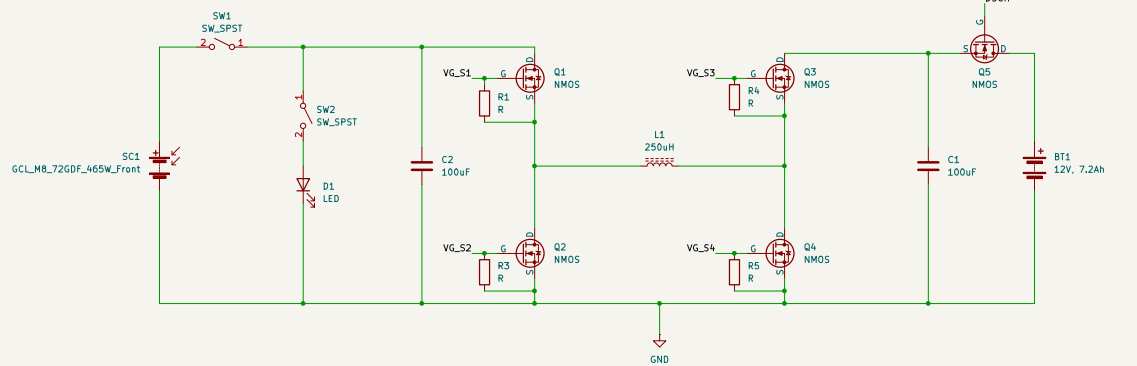 SW1
SW_SPST
2
1
1
SW2
SW_SPST
2
SC1
+
GCL_M8_72GDF_465W_Front
D1
LED
C2
100uF
VG_S1
G
D
S
Q1
NMOS
R1
R
VG_S2
G
D
S
Q2
NMOS
R3
R
L1
250uH
VG_S3
G
D
S
Q3
NMOS
R4
R
VG_S4
G
D
S
Q4
NMOS
R5
R
GND
C1
100uF
G
S
D
Q5
NMOS
+
BT1
12V, 7.2Ah